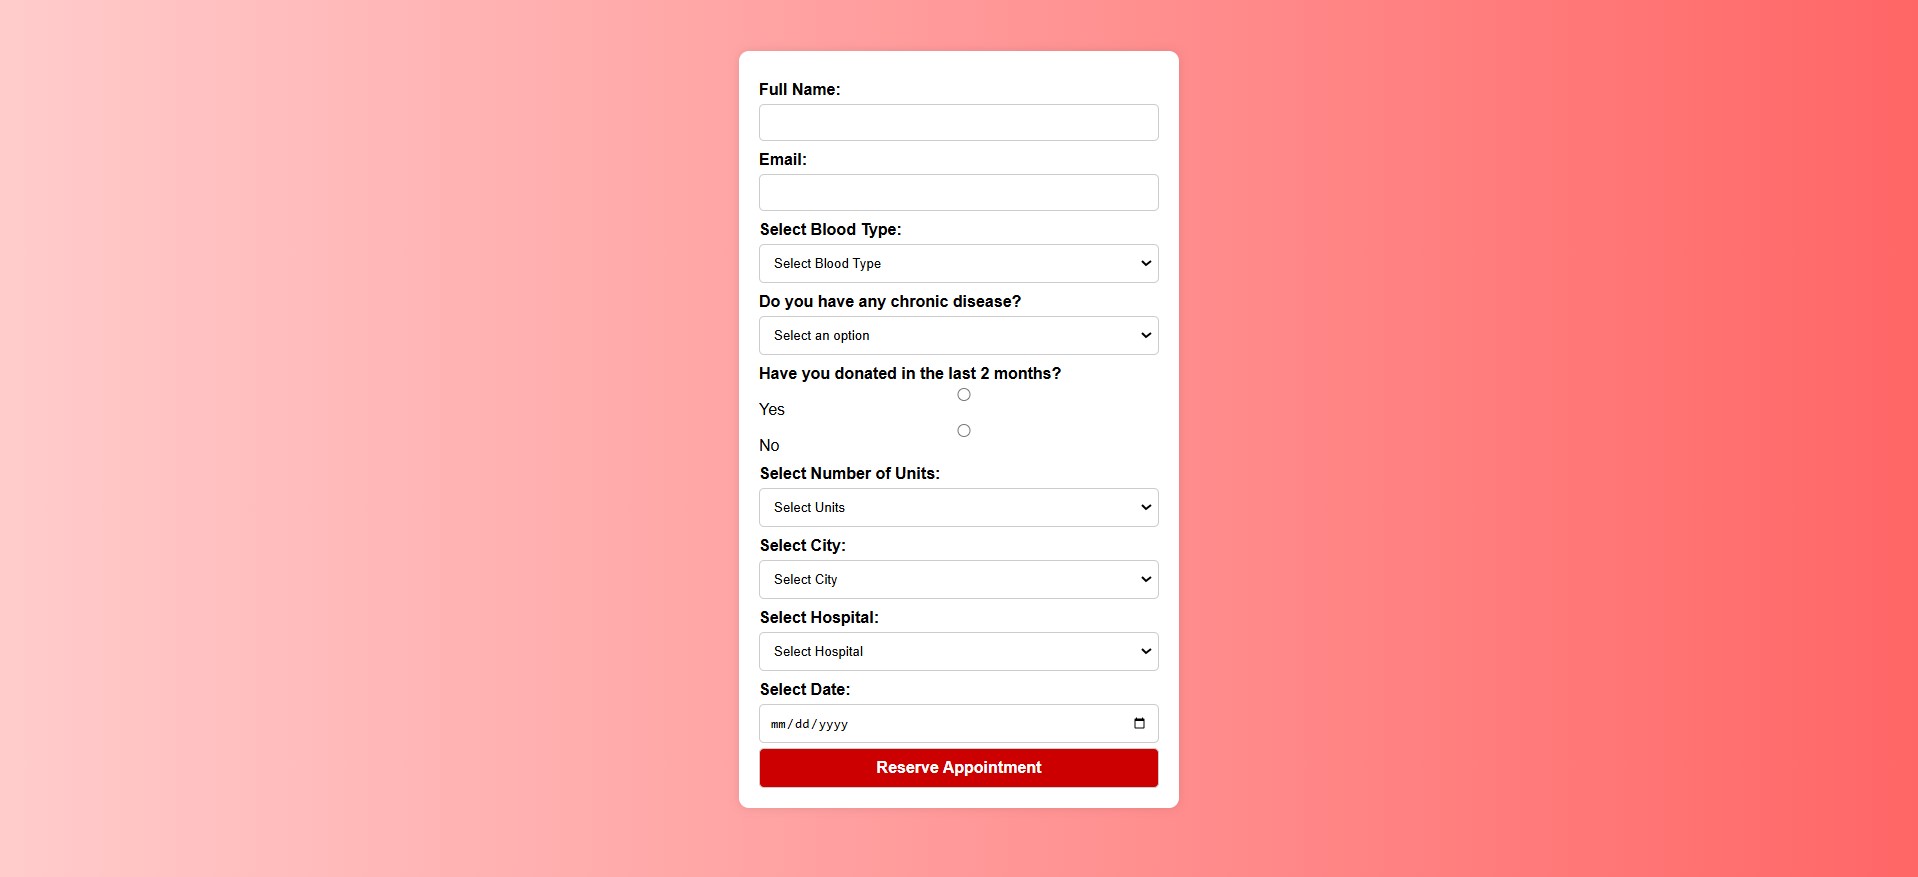 Full Name:
Email:
Select Blood Type:
Select Blood Type
Do you have any chronic disease?
Select an option
Have you donated in the last 2 months?
Yes
No
Select Number of Units:
Select Units
Select City:
Select City
Select Hospital:
Select Hospital
Select Date:
mm/dd/yyyy
Reserve Appointment